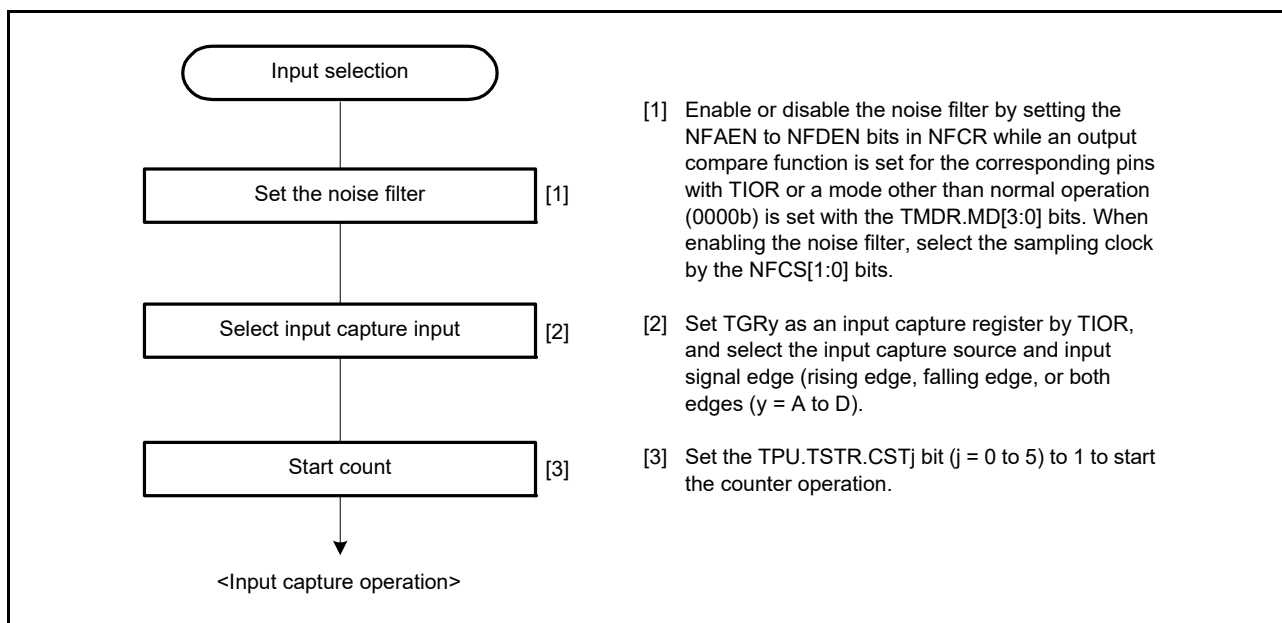 Input selection
Set the noise filter
[1]
Select input capture input
[2]
Start count
[3]
<Input capture operation>
[1] Enable or disable the noise filter by setting the
NFAEN to NFDEN bits in NFCR while an output
compare function is set for the corresponding pins
with TIOR or a mode other than normal operation
(0000b) is set with the TMDR.MD[3:0] bits. When
enabling the noise filter, select the sampling clock
by the NFCS[1:0] bits.
[2] Set TGRy as an input capture register by TIOR,
and select the input capture source and input
signal edge (rising edge, falling edge, or both
edges (y = A to D).
[3] Set the TPU.TSTR.CSTj bit (j = 0 to 5) to 1 to start
the counter operation.